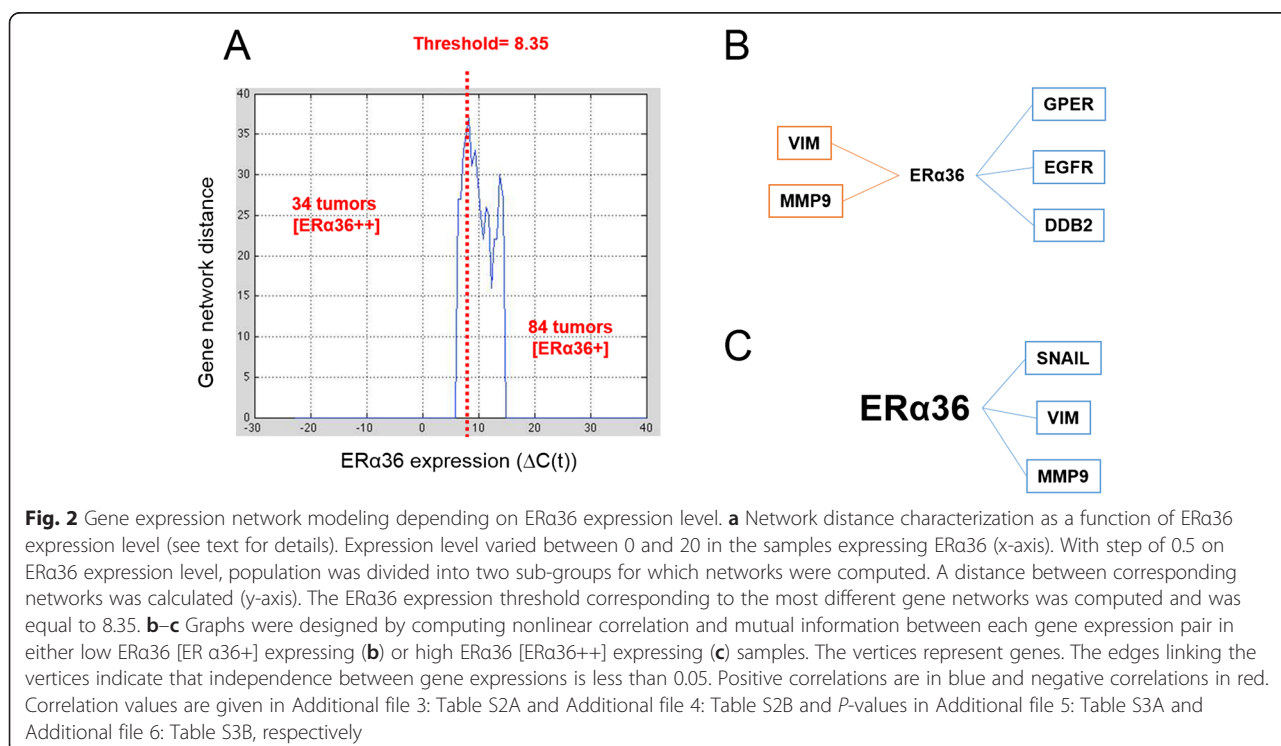 A
Threshold= 8.35
40
35
30
25
20
15
10
5
0
-30
-20
-10
0
10
20
30
40
Gene network distance
34 tumors
[ERα36++]
84 tumors
[ERα36+]
ERα36 expression (ΔC(t))
B
VIM
MMP9
ERα36
GPER
EGFR
DDB2
C
ERα36
SNAIL
VIM
MMP9
Fig. 2 Gene expression network modeling depending on ERα36 expression level. a Network distance characterization as a function of ERα36
expression level (see text for details). Expression level varied between 0 and 20 in the samples expressing ERα36 (x-axis). With step of 0.5 on
ERα36 expression level, population was divided into two sub-groups for which networks were computed. A distance between corresponding
networks was calculated (y-axis). The ERα36 expression threshold corresponding to the most different gene networks was computed and was
equal to 8.35. b–c Graphs were designed by computing nonlinear correlation and mutual information between each gene expression pair in
either low ERα36 [ER α36+] expressing (b) or high ERα36 [ERα36++] expressing (c) samples. The vertices represent genes. The edges linking the
vertices indicate that independence between gene expressions is less than 0.05. Positive correlations are in blue and negative correlations in red.
Correlation values are given in Additional file 3: Table S2A and Additional file 4: Table S2B and P-values in Additional file 5: Table S3A and
Additional file 6: Table S3B, respectively